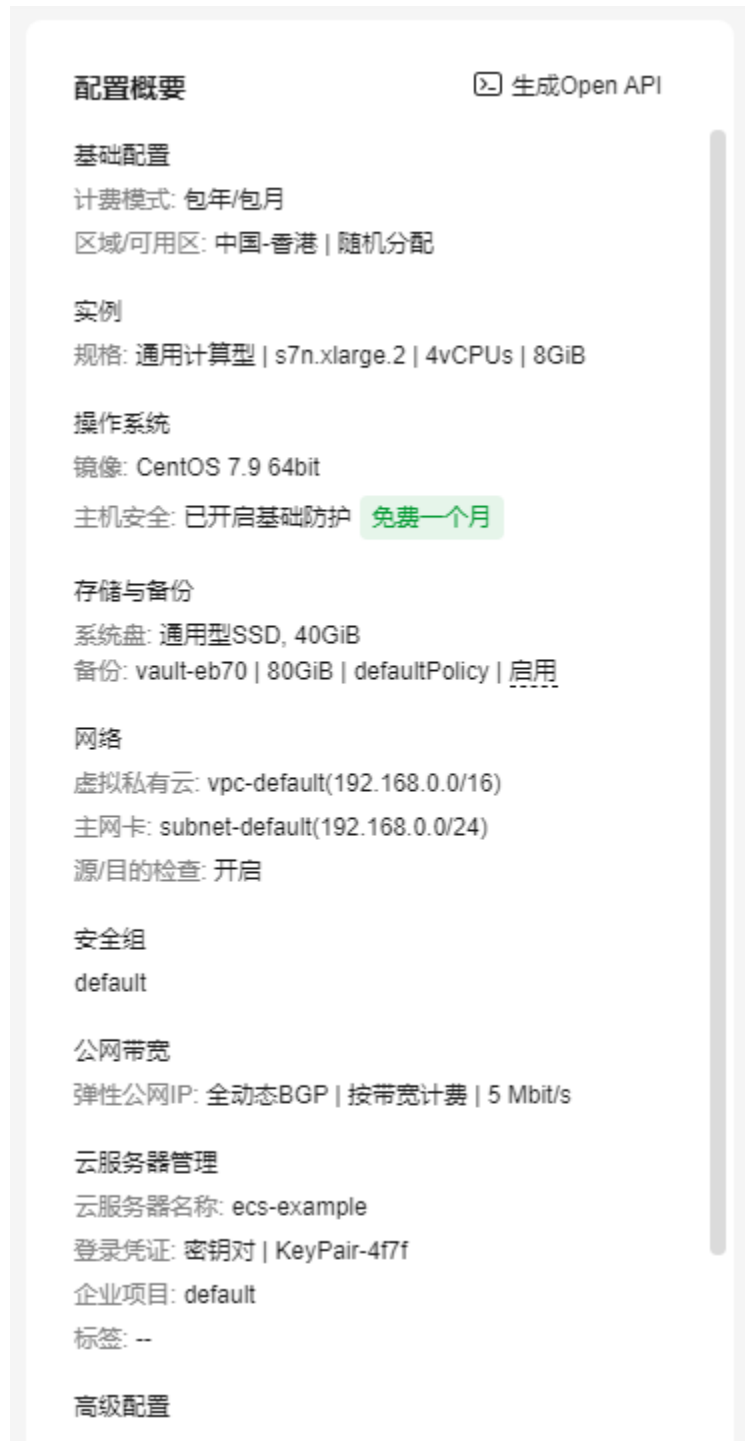 配置概要
生成Open API
基础配置
计费模式: 包年/包月
区域/可用区: 中国-香港 | 随机分配
实例
规格: 通用计算型 | s7n.xlarge.2 | 4vCPUs | 8GiB
操作系统
镜像: CentOS 7.9 64bit
主机安全: 已开启基础防护 免费一个月
存储与备份
系统盘: 通用型SSD, 40GiB
备份: vault-eb70 | 80GiB | defaultPolicy | 启用
网络
虚拟私有云: vpc-default(192.168.0.0/16)
主网卡: subnet-default(192.168.0.0/24)
源/目的检查: 开启
安全组
default
公网带宽
弹性公网IP: 全动态BGP | 按带宽计费 | 5 Mbit/s
云服务器管理
云服务器名称: ecs-example
登录凭证: 密钥对 | KeyPair-4f7f
企业项目: default
标签: --
高级配置